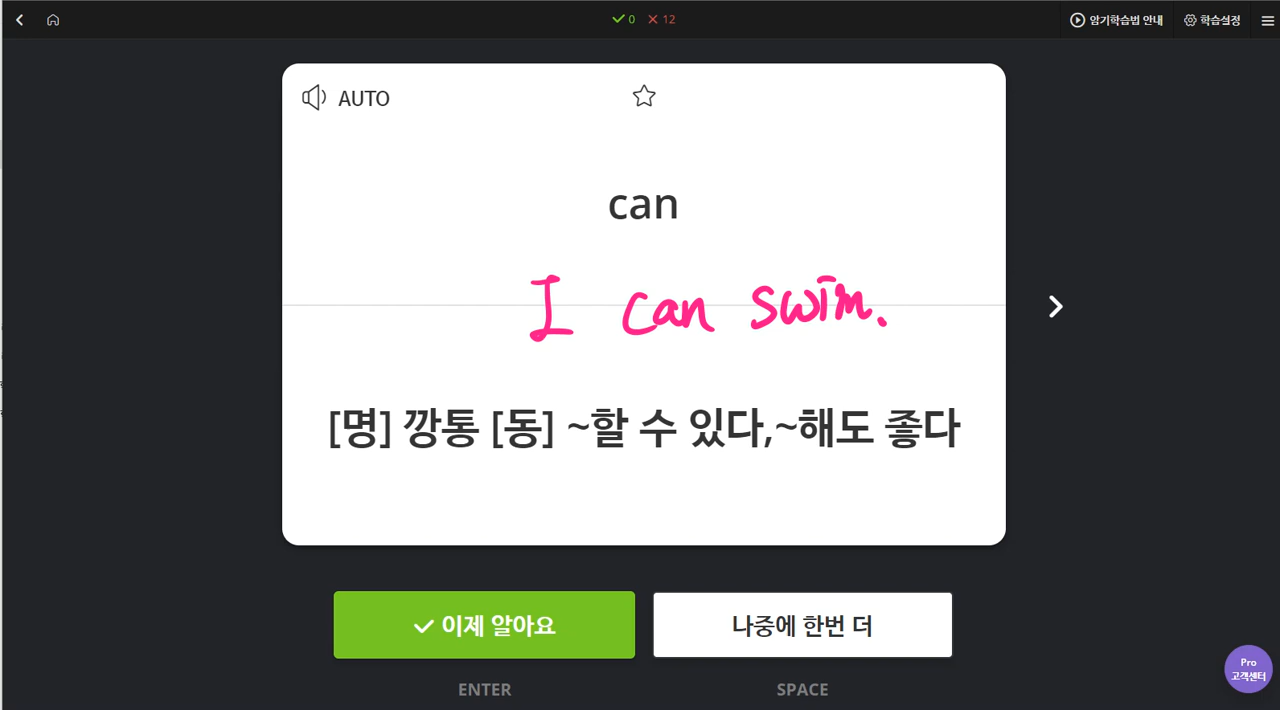 0 12 암기학습법 안내 학습설정
AUTO
can
I can swim.
[명] 깡통 [동] ~할 수 있다,~해도 좋다
이제 알아요 나중에 한번 더
Pro
고객센터
ENTER SPACE